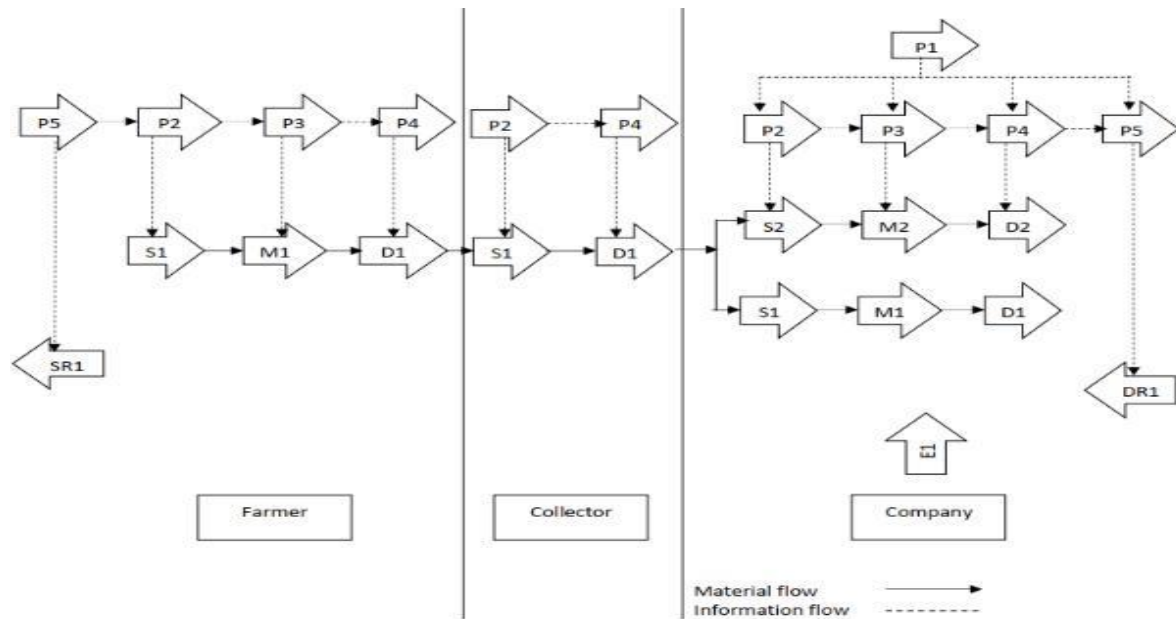 P1
P5 P2 P3 P4 P2 P4 P2 P3 P4 P5
S1 M1 D1 S1 D1 S2 M2 D2
S1 M1 D1
SR1 DR1
E1
Farmer Collector Company
Material flow
Information flow